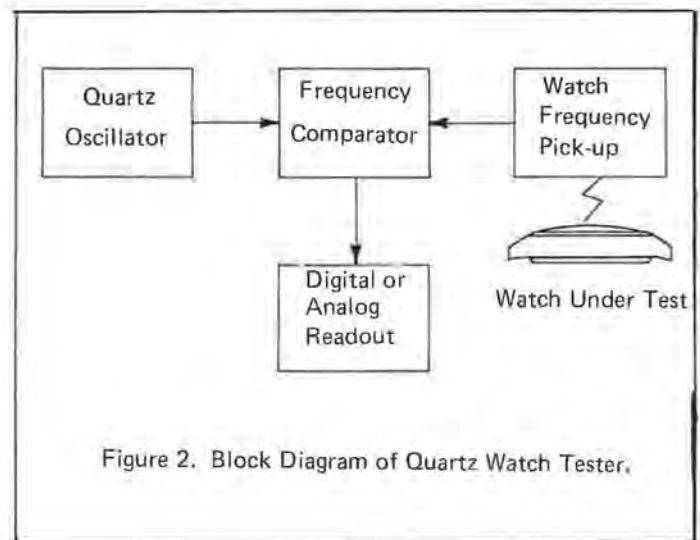 Quartz
Oscillator
Frequency
Comparator
Watch
Frequency
Pick-up
Digital or
Analog
Readout
Watch Under Test
Figure 2. Block Diagram of Quartz Watch Tester.